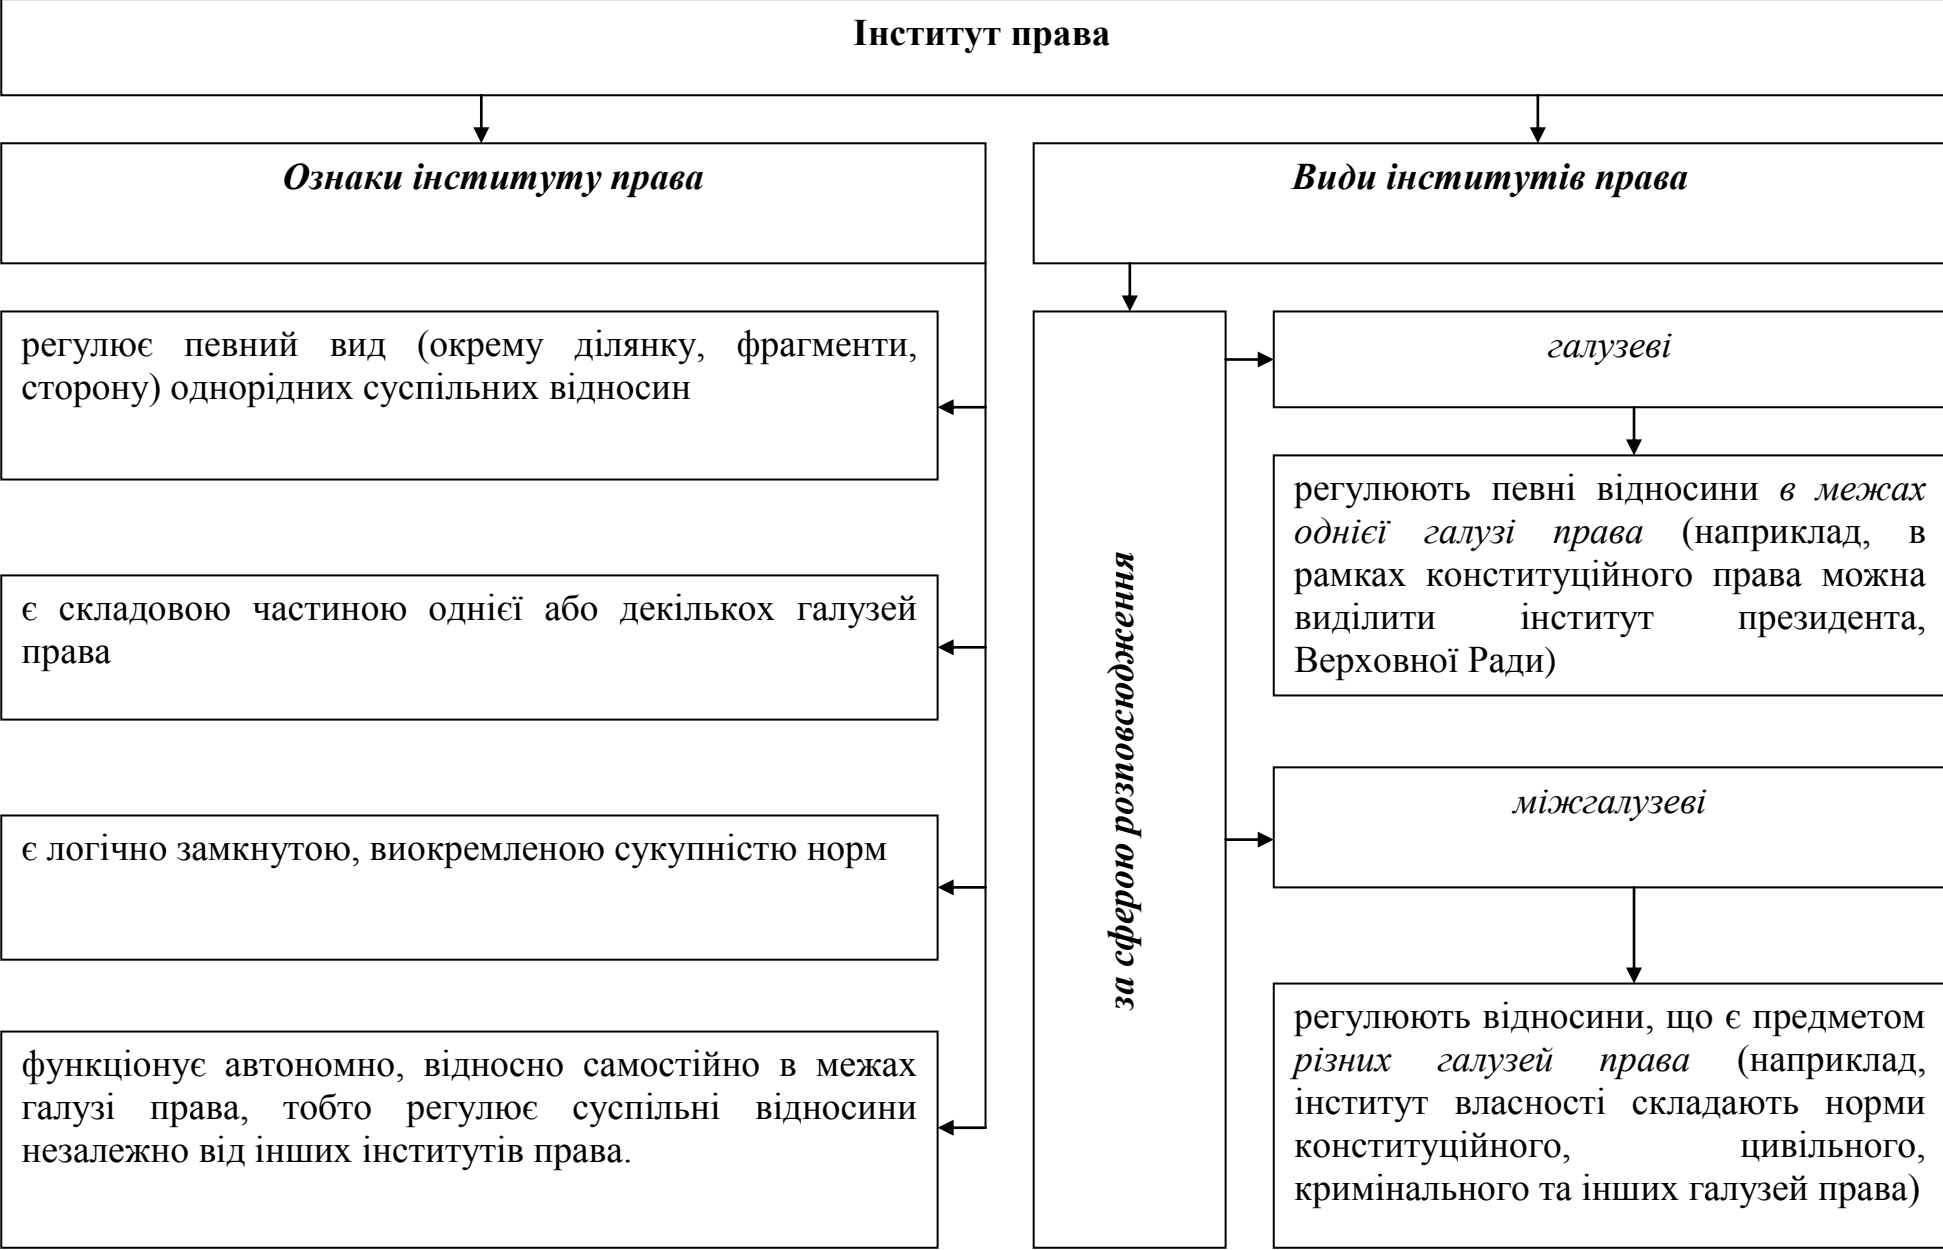 Інститут права
Ознаки інституту права
регулює певний вид (окрему ділянку, фрагменти,
сторону) однорідних суспільних відносин
є складовою частиною однієї або декількох галузей
права
є логічно замкнутою, виокремленою сукупністю норм
функціонує автономно, відносно самостійно в межах
галузі права, тобто регулює суспільні відносини
незалежно від інших інститутів права.
Види інститутів права
за сферою розповсюдження
галузеві
регулюють певні відносини в межах
однієї галузі права (наприклад, в
рамках конституційного права можна
виділити інститут президента,
Верховної Ради)
міжгалузеві
регулюють відносини, що є предметом
різних галузей права (наприклад,
інститут власності складають норми
конституційного, цивільного,
кримінального та інших галузей права)